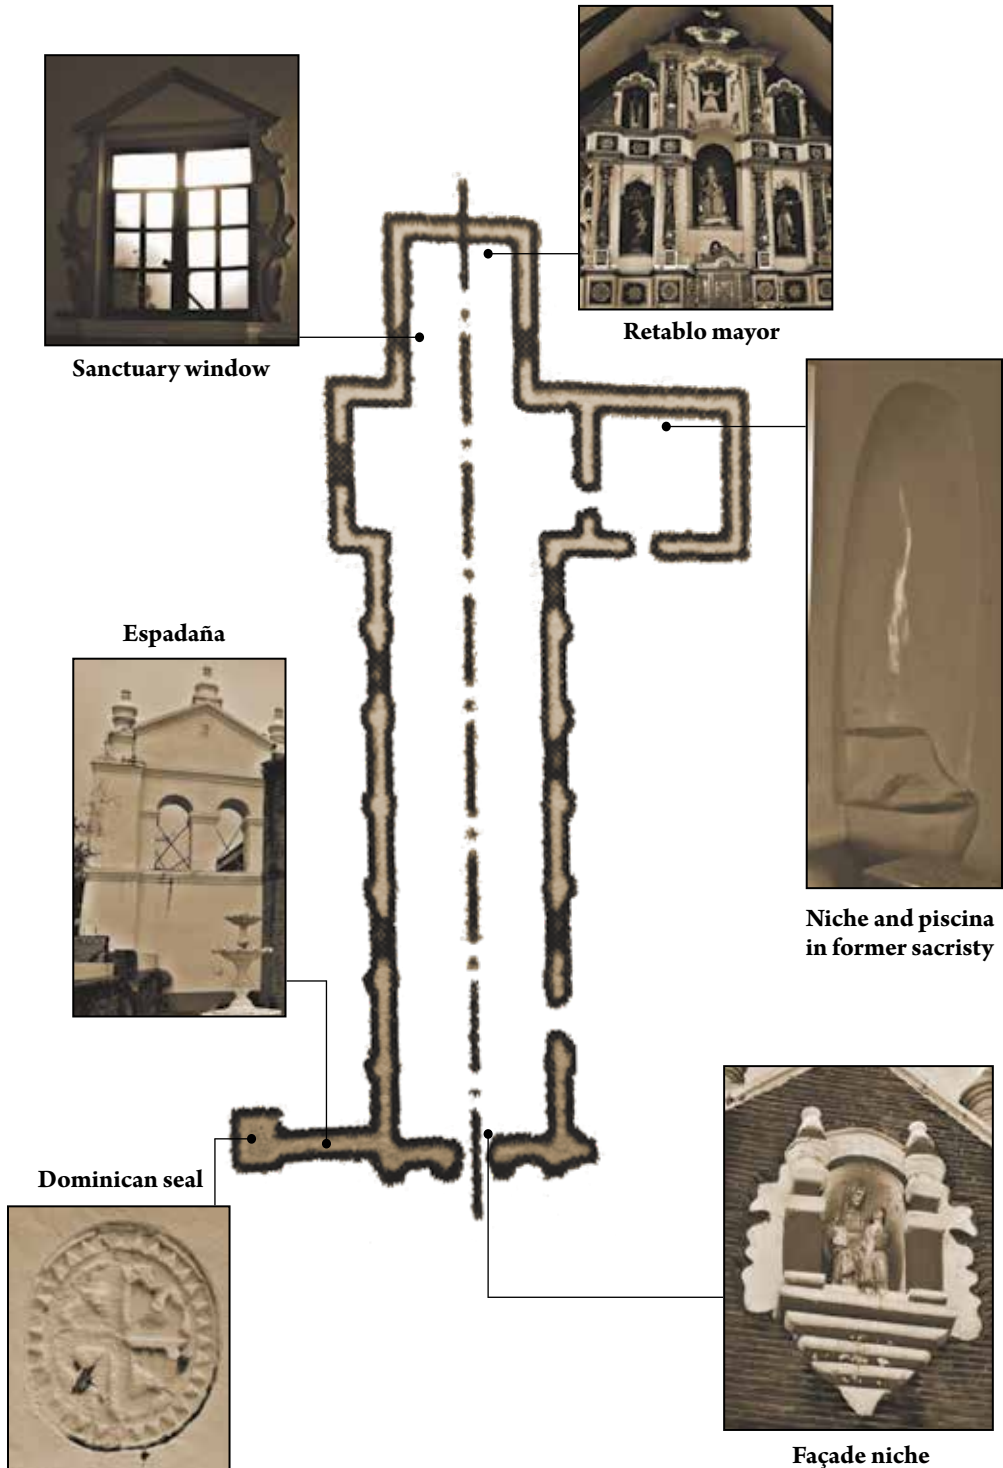 Retablo mayor
Sanctuary window
Espadaña
Niche and piscina
in former sacristy
Dominican seal
Façade niche